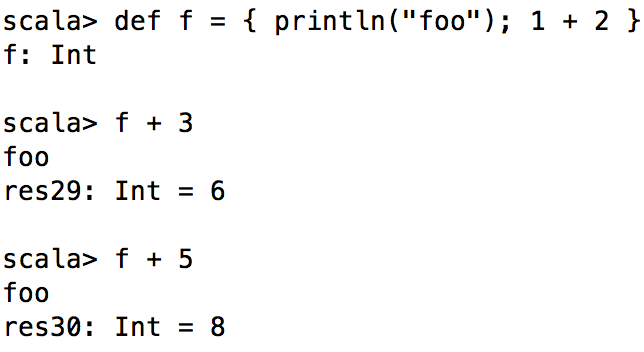 scala> def f = { println("foo"); 1 + 2 }
f: Int
scala> f + 3
foo
res29: Int = 6
scala> f + 5
foo
res30: Int = 8